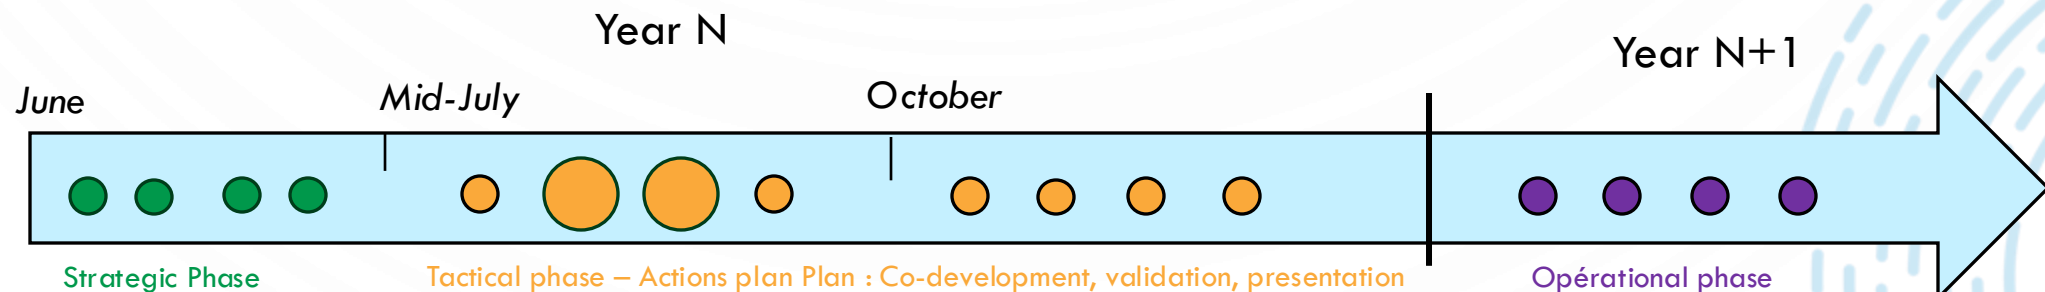 Year N
Year N+1
June
Mid-July
October
Strategic Phase
Tactical phase – Actions plan Plan : Co-development, validation, presentation
Opérational phase